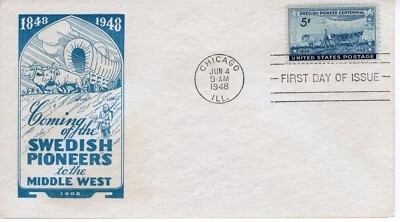 1848 1948
Coming
of the
SWEDISH
PIONEERS
to the
MIDDLE WEST
CHICAGO
JUN 4
9-AM
1948
ILL.
SWEDISH PIONEER CENTENNIAL
5¢
UNITED STATES POSTAGE
FIRST DAY OF ISSUE